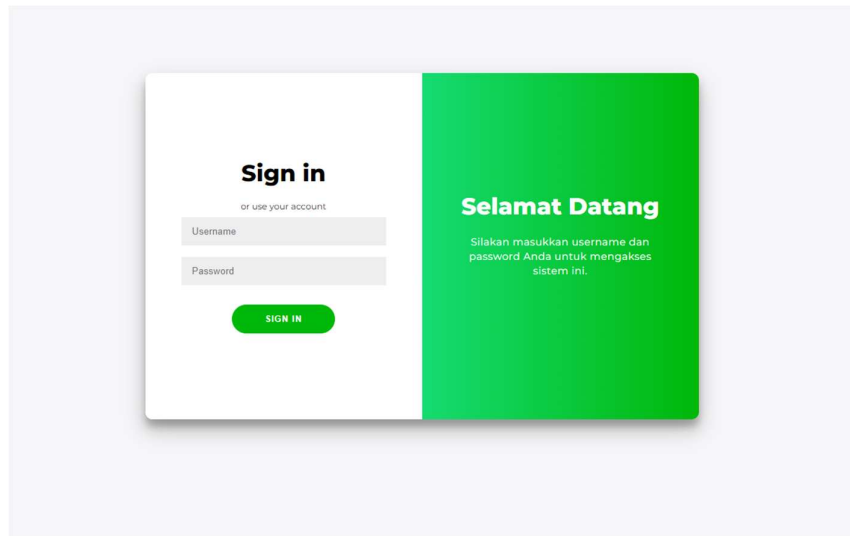 Sign in
or use your account
Username
Password
SIGN IN
Selamat Datang
Silakan masukkan username dan
password Anda untuk mengakses
sistem ini.